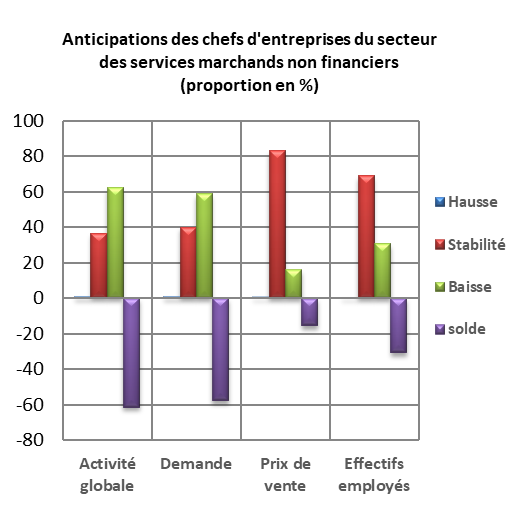 Anticipations des chefs d'entreprises du secteur
des services marchands non financiers
(proportion en %)
100
80
60
40
20
0
-20
-40
-60
-80
Activité
globale
Demande
Prix de
vente
Effectifs
employés
Hausse
Stabilité
Baisse
solde